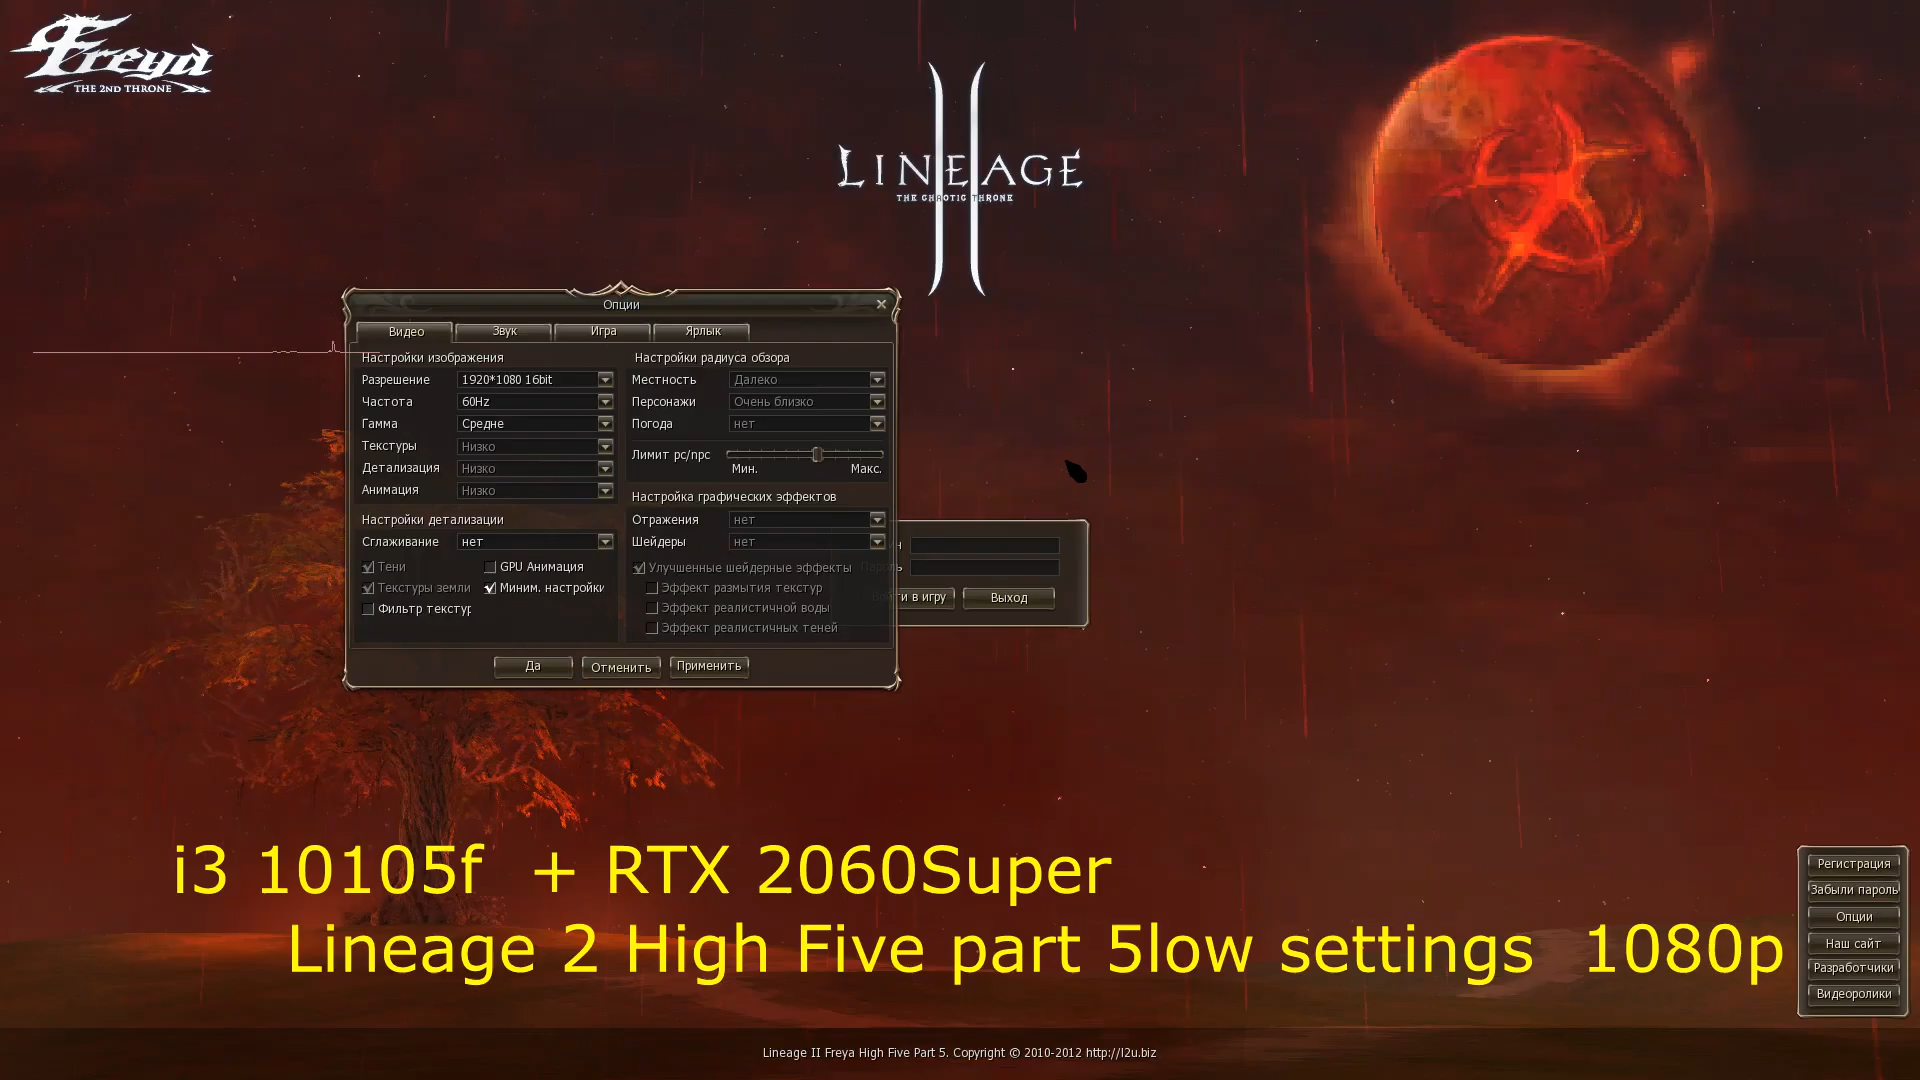 Freya
THE 2ND THRONE
LINEAGE II
THE CHAOTIC THRONE
Опции
Видео Звук Игра Ярлык
Настройки изображения
Разрешение 1920*1080 16bit
Частота 60Hz
Гамма Средне
Текстуры Низко
Детализация Низко
Анимация Низко
Настройки детализации
Сглаживание нет
Тени GPU Анимация
Текстуры земли Миним. настройки
Фильтр текстур
Настройки радиуса обзора
Местность Далеко
Персонажи Очень близко
Погода нет
Лимит pc/npc
Мин. Макс.
Настройка графических эффектов
Отражения нет
Шейдеры нет
Улучшенные шейдерные эффекты
Эффект размытия текстур
Эффект реалистичной воды
Эффект реалистичных теней
Да Отменить Применить
Пароль
Войти в игру Выход
i3 10105f + RTX 2060Super
Lineage 2 High Five part 5low settings 1080p
Регистрация
Забыли пароль
Опции
Наш сайт
Разработчики
Видеоролики
Lineage II Freya High Five Part 5. Copyright © 2010-2012 http://l2u.biz